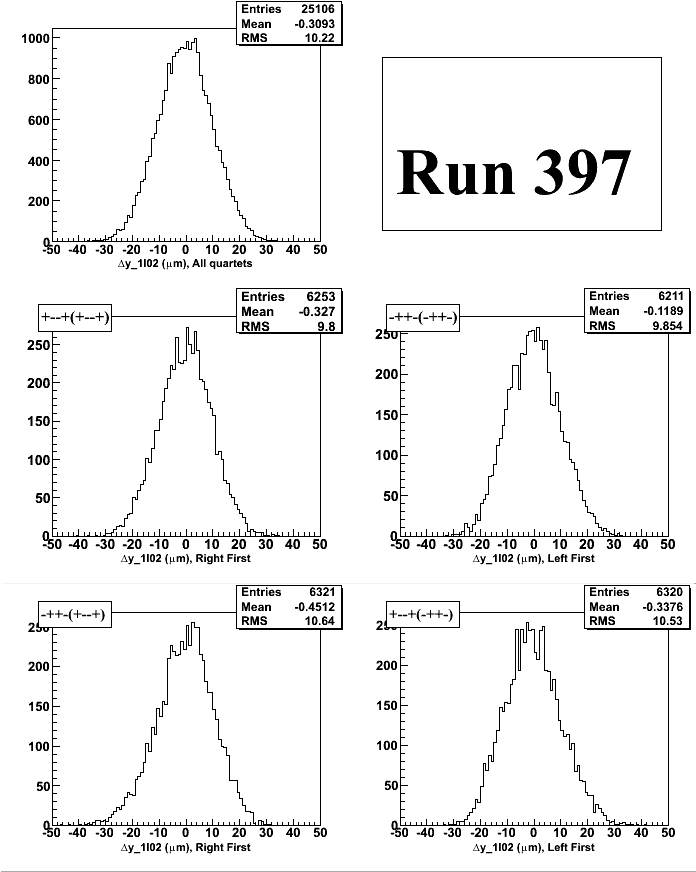 Entries 25106
Mean -0.3093
RMS 10.22
1000
800
600
400
200
0
-50 -40 -30 -20 -10 0 10 20 30 40 50
Δy_1I02 (μm), All quartets
Run 397
+--+(+--+)
Entries 6253
Mean -0.327
RMS 9.8
250
200
150
100
50
0
-50 -40 -30 -20 -10 0 10 20 30 40 50
Δy_1I02 (μm), Right First
-++-(-++-)
Entries 6211
Mean -0.1189
RMS 9.854
250
200
150
100
50
0
-50 -40 -30 -20 -10 0 10 20 30 40 50
Δy_1I02 (μm), Left First
-++-(+--+)
Entries 6321
Mean -0.4512
RMS 10.64
250
200
150
100
50
0
-50 -40 -30 -20 -10 0 10 20 30 40 50
Δy_1I02 (μm), Right First
+--+(-++-)
Entries 6320
Mean -0.3376
RMS 10.53
250
200
150
100
50
0
-50 -40 -30 -20 -10 0 10 20 30 40 50
Δy_1I02 (μm), Left First